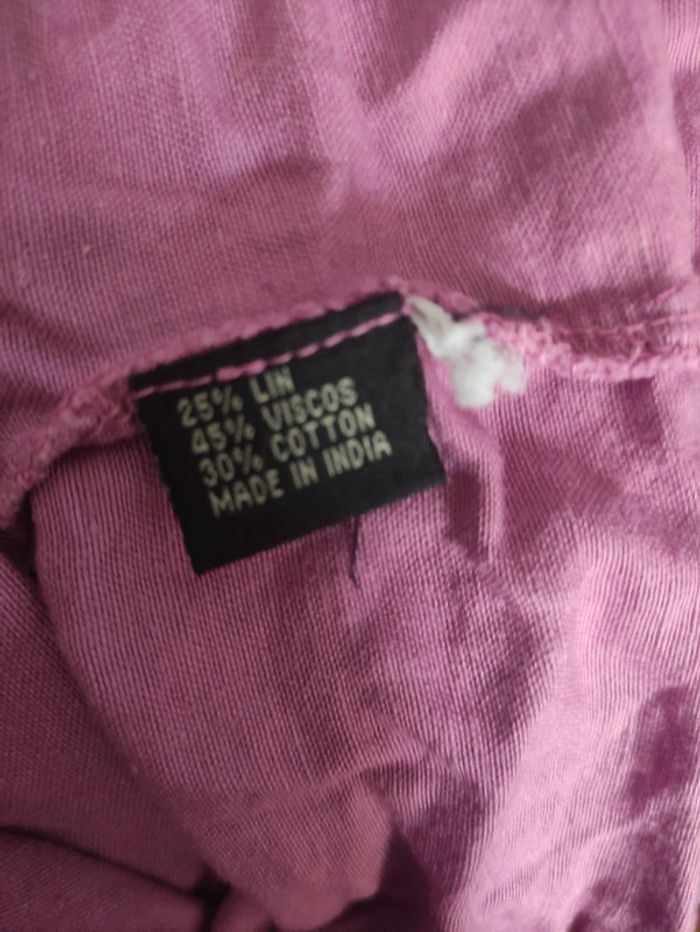 25% LIN
45% VISCOS
30% COTTON
MADE IN INDIA